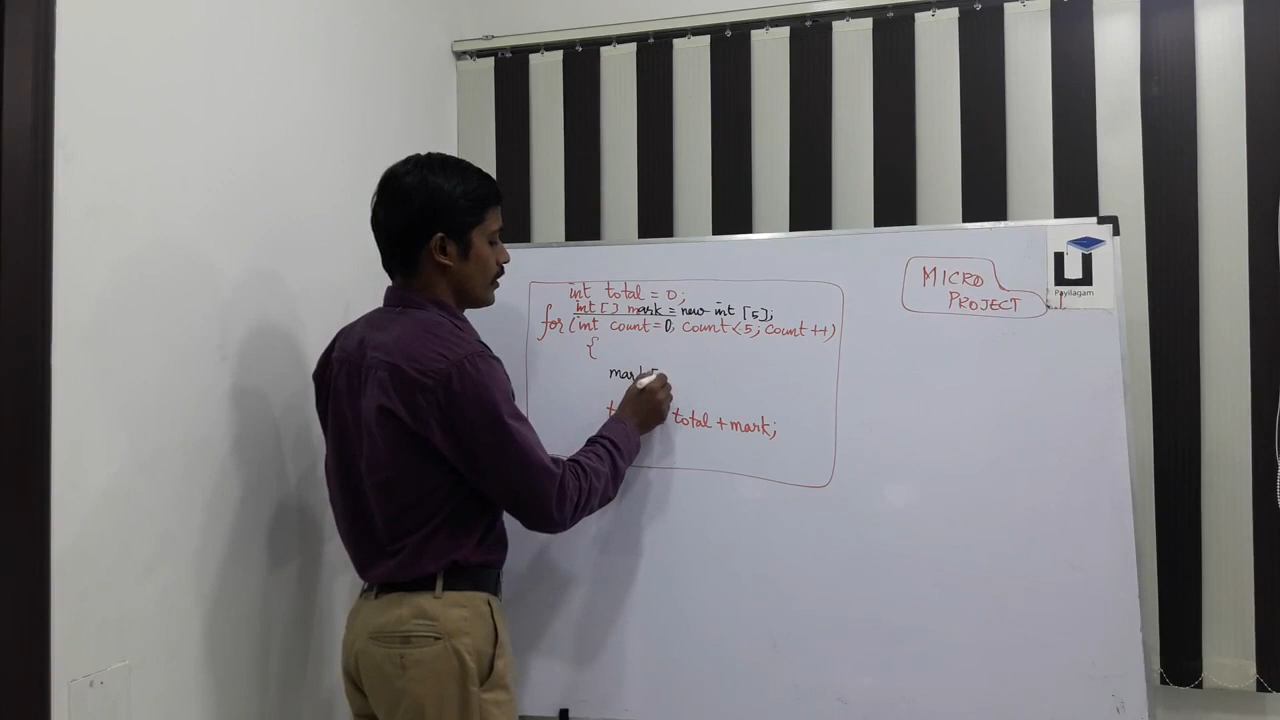 int total = 0;
int [] mark = new int [5];
for (int count=0; count<5; count++)
{
mark[
total + mark;
MICRO
PROJECT
Payilagam